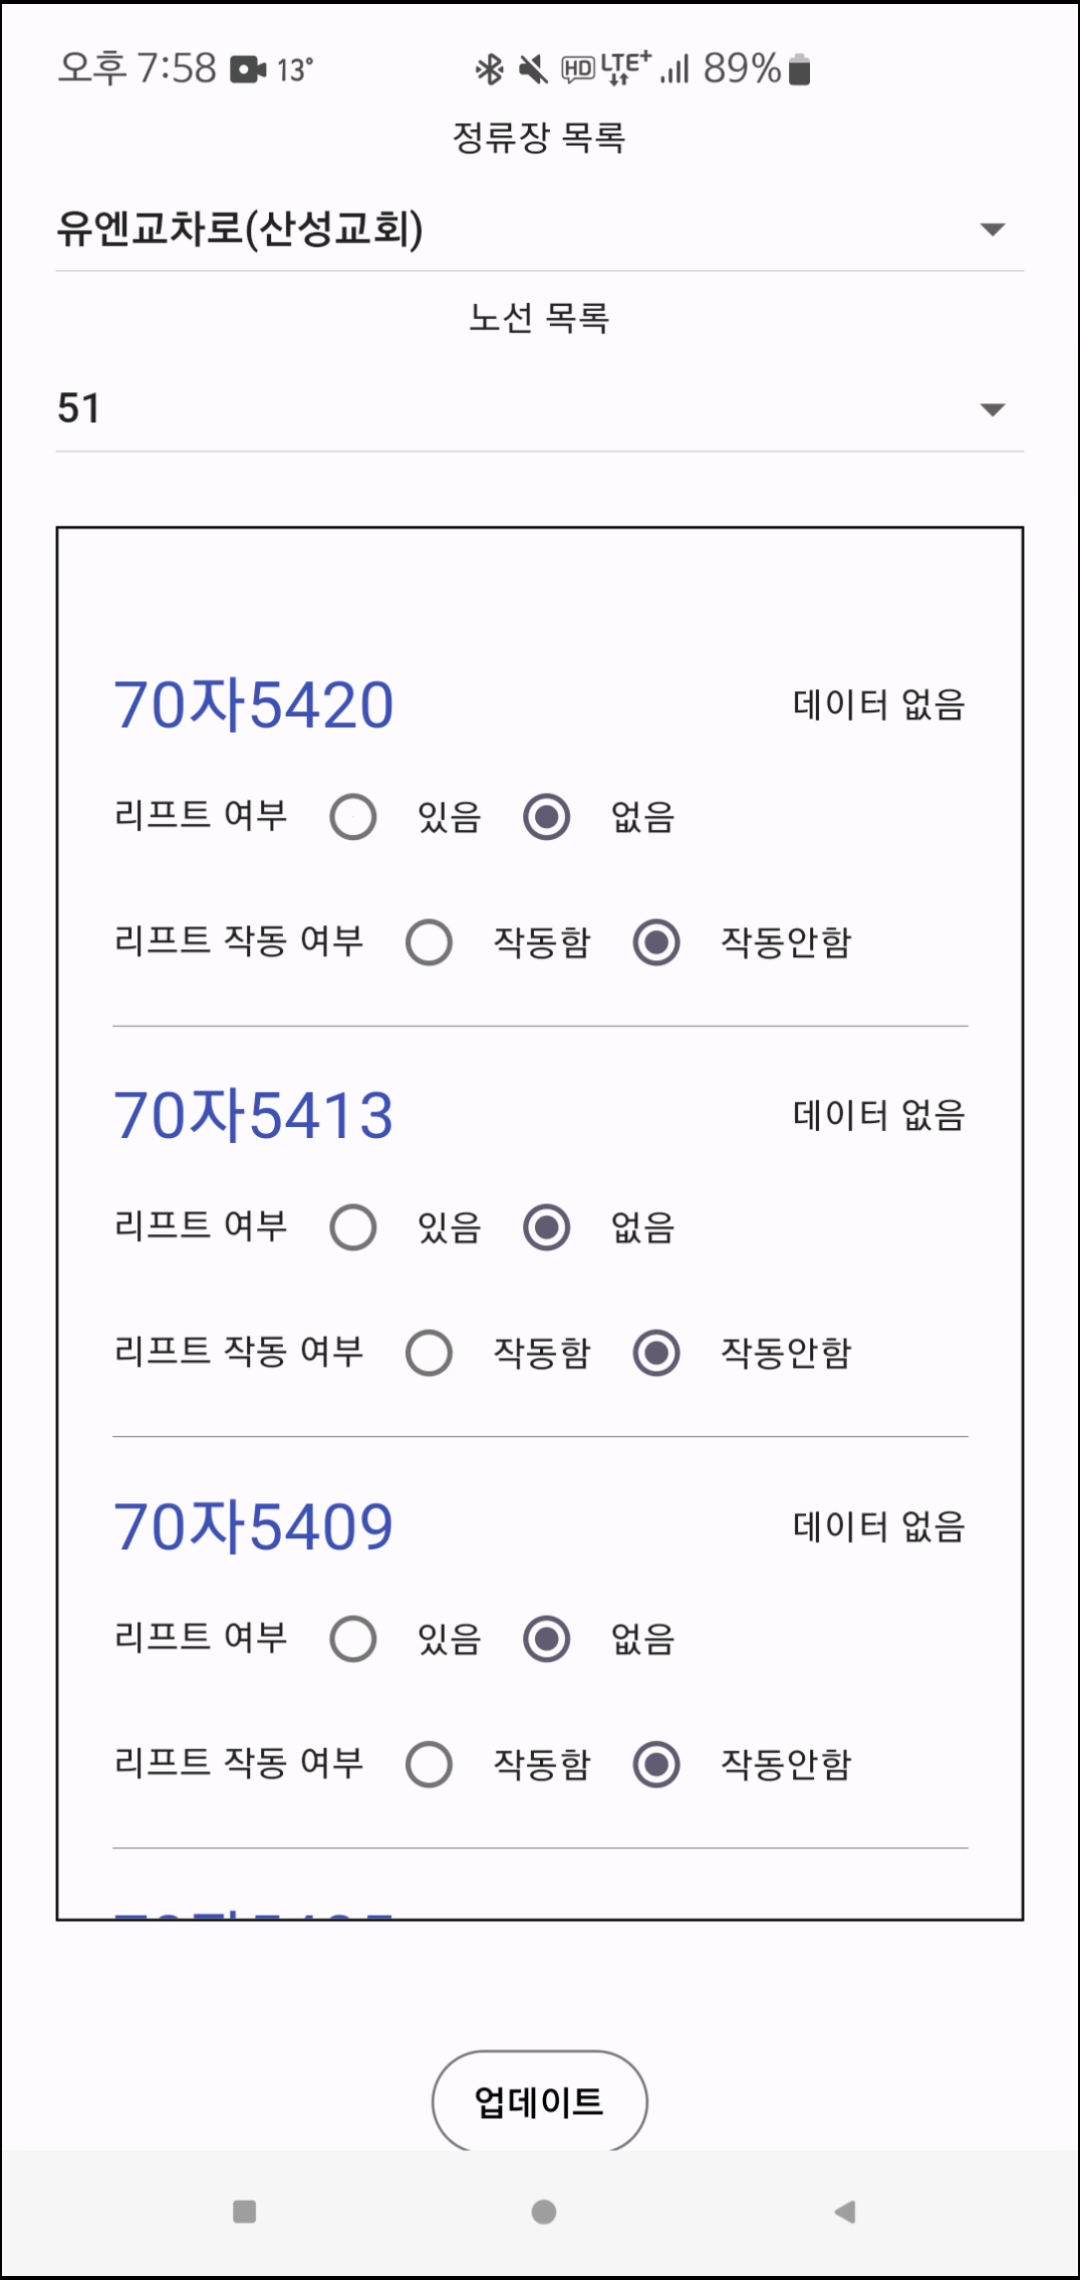 오후 7:58 13° HD LTE+ 89%
정류장 목록
유엔교차로(산성교회)
노선 목록
51
70자5420 데이터 없음
리프트 여부 있음 없음
리프트 작동 여부 작동함 작동안함
70자5413 데이터 없음
리프트 여부 있음 없음
리프트 작동 여부 작동함 작동안함
70자5409 데이터 없음
리프트 여부 있음 없음
리프트 작동 여부 작동함 작동안함
업데이트